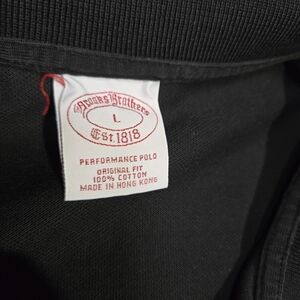 Brooks Brothers
L
Est. 1818
PERFORMANCE POLO
ORIGINAL FIT
100% COTTON
MADE IN HONG KONG